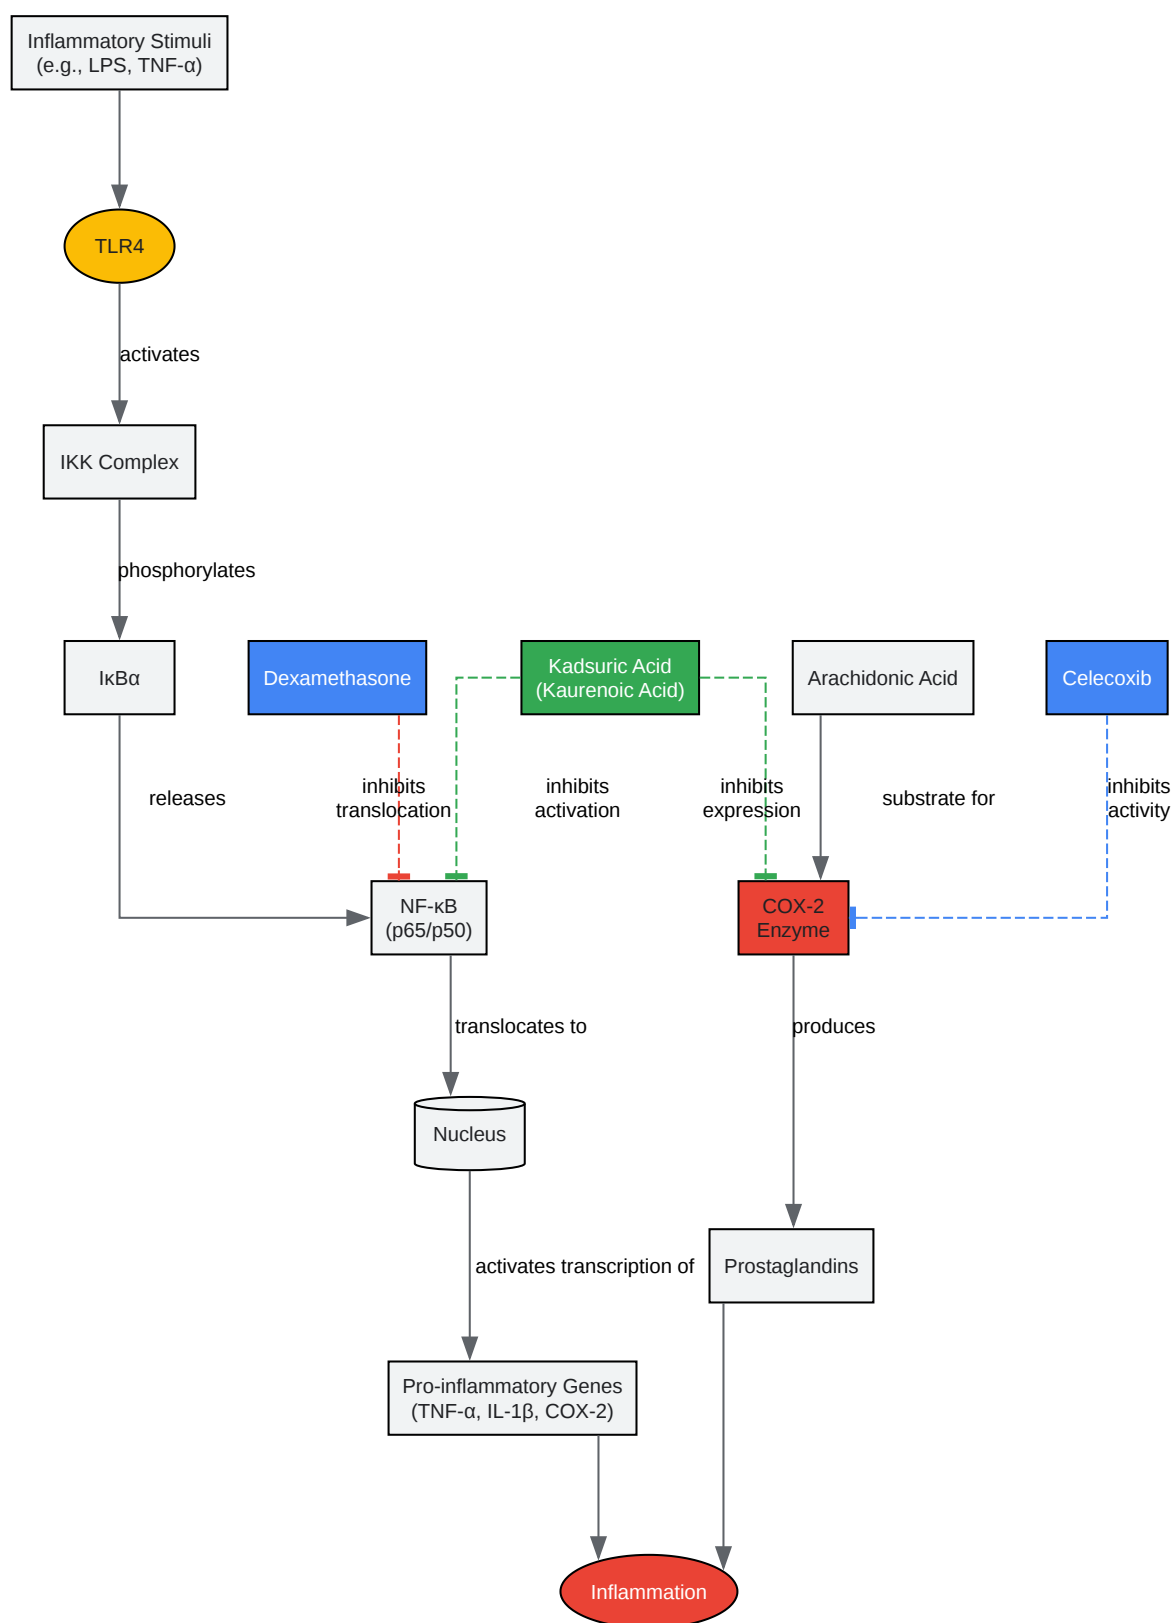 Inflammatory Stimuli
(e.g., LPS, TNF-α)
TLR4
activates
IKK Complex
phosphorylates
IκBα
Dexamethasone
Kadsuric Acid
(Kaurenoic Acid)
Arachidonic Acid
Celecoxib
releases
inhibits
translocation
inhibits
activation
inhibits
expression
substrate for
inhibits
activity
NF-κB
(p65/p50)
COX-2
Enzyme
translocates to
produces
Nucleus
activates transcription of
Prostaglandins
Pro-inflammatory Genes
(TNF-α, IL-1β, COX-2)
Inflammation